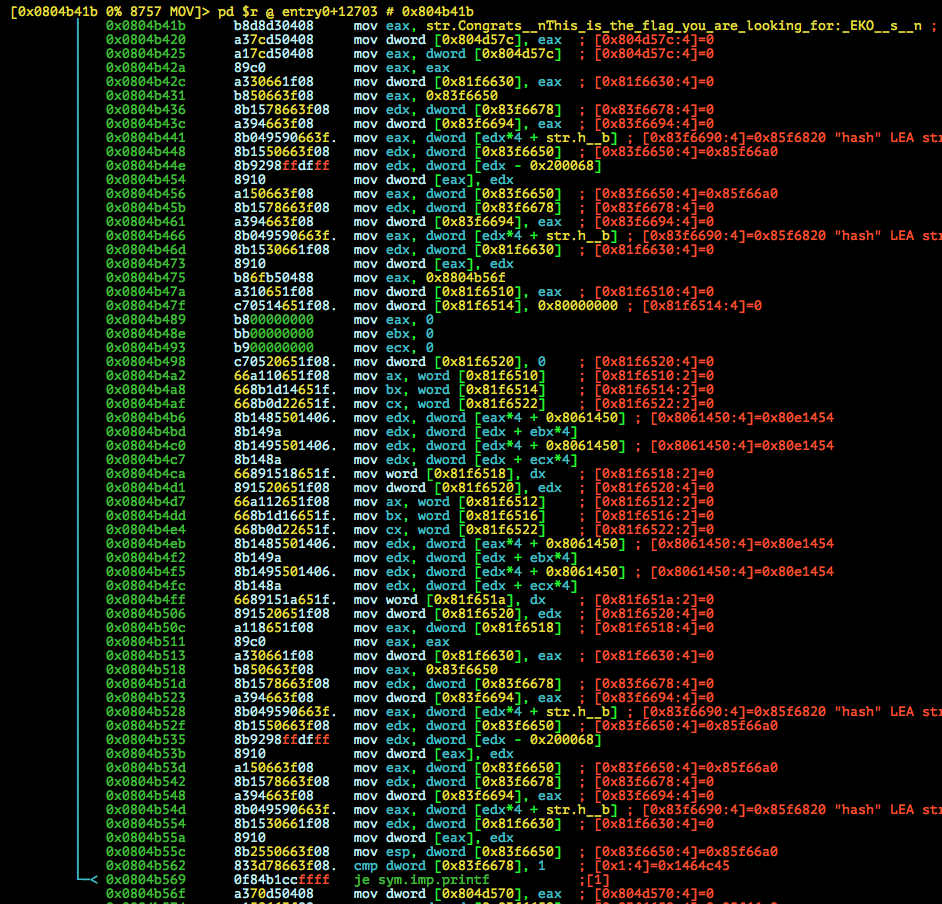 [0x0804b41b 0% 8757 MOV]> pd $r @ entry0+12703 # 0x804b41b
0x0804b41b b8d8d30408 mov eax, str.Congrats__nThis_is_the_flag_you_are_looking_for:_EKO__s__n ;
0x0804b420 a37cd50408 mov dword [0x804d57c], eax ; [0x804d57c:4]=0
0x0804b425 a17cd50408 mov eax, dword [0x804d57c] ; [0x804d57c:4]=0
0x0804b42a 89c0 mov eax, eax
0x0804b42c a330661f08 mov dword [0x81f6630], eax ; [0x81f6630:4]=0
0x0804b431 b850663f08 mov eax, 0x83f6650
0x0804b436 8b1578663f08 mov edx, dword [0x83f6678] ; [0x83f6678:4]=0
0x0804b43c a394663f08 mov dword [0x83f6694], eax ; [0x83f6694:4]=0
0x0804b441 8b049590663f. mov eax, dword [edx*4 + str.h__b] ; [0x83f6690:4]=0x85f6820 "hash" LEA str
0x0804b448 8b1550663f08 mov edx, dword [0x83f6650] ; [0x83f6650:4]=0x85f66a0
0x0804b44e 8b9298ffdfff mov edx, dword [edx - 0x200068]
0x0804b454 8910 mov dword [eax], edx
0x0804b456 a150663f08 mov eax, dword [0x83f6650] ; [0x83f6650:4]=0x85f66a0
0x0804b45b 8b1578663f08 mov edx, dword [0x83f6678] ; [0x83f6678:4]=0
0x0804b461 a394663f08 mov dword [0x83f6694], eax ; [0x83f6694:4]=0
0x0804b466 8b049590663f. mov eax, dword [edx*4 + str.h__b] ; [0x83f6690:4]=0x85f6820 "hash" LEA str
0x0804b46d 8b1530661f08 mov edx, dword [0x81f6630] ; [0x81f6630:4]=0
0x0804b473 8910 mov dword [eax], edx
0x0804b475 b86fb50488 mov eax, 0x8804b56f
0x0804b47a a310651f08 mov dword [0x81f6510], eax ; [0x81f6510:4]=0
0x0804b47f c70514651f08. mov dword [0x81f6514], 0x80000000 ; [0x81f6514:4]=0
0x0804b489 b800000000 mov eax, 0
0x0804b48e bb00000000 mov ebx, 0
0x0804b493 b900000000 mov ecx, 0
0x0804b498 c70520651f08. mov dword [0x81f6520], 0 ; [0x81f6520:4]=0
0x0804b4a2 66a110651f08 mov ax, word [0x81f6510] ; [0x81f6510:2]=0
0x0804b4a8 668b1d14651f. mov bx, word [0x81f6514] ; [0x81f6514:2]=0
0x0804b4af 668b0d22651f. mov cx, word [0x81f6522] ; [0x81f6522:2]=0
0x0804b4b6 8b1485501406. mov edx, dword [eax*4 + 0x8061450] ; [0x8061450:4]=0x80e1454
0x0804b4bd 8b149a mov edx, dword [edx + ebx*4]
0x0804b4c0 8b1495501406. mov edx, dword [edx*4 + 0x8061450] ; [0x8061450:4]=0x80e1454
0x0804b4c7 8b148a mov edx, dword [edx + ecx*4]
0x0804b4ca 66891518651f. mov word [0x81f6518], dx ; [0x81f6518:2]=0
0x0804b4d1 891520651f08 mov dword [0x81f6520], edx ; [0x81f6520:4]=0
0x0804b4d7 66a112651f08 mov ax, word [0x81f6512] ; [0x81f6512:2]=0
0x0804b4dd 668b1d16651f. mov bx, word [0x81f6516] ; [0x81f6516:2]=0
0x0804b4e4 668b0d22651f. mov cx, word [0x81f6522] ; [0x81f6522:2]=0
0x0804b4eb 8b1485501406. mov edx, dword [eax*4 + 0x8061450] ; [0x8061450:4]=0x80e1454
0x0804b4f2 8b149a mov edx, dword [edx + ebx*4]
0x0804b4f5 8b1495501406. mov edx, dword [edx*4 + 0x8061450] ; [0x8061450:4]=0x80e1454
0x0804b4fc 8b148a mov edx, dword [edx + ecx*4]
0x0804b4ff 6689151a651f. mov word [0x81f651a], dx ; [0x81f651a:2]=0
0x0804b506 891520651f08 mov dword [0x81f6520], edx ; [0x81f6520:4]=0
0x0804b50c a118651f08 mov eax, dword [0x81f6518] ; [0x81f6518:4]=0
0x0804b511 89c0 mov eax, eax
0x0804b513 a330661f08 mov dword [0x81f6630], eax ; [0x81f6630:4]=0
0x0804b518 b850663f08 mov eax, 0x83f6650
0x0804b51d 8b1578663f08 mov edx, dword [0x83f6678] ; [0x83f6678:4]=0
0x0804b523 a394663f08 mov dword [0x83f6694], eax ; [0x83f6694:4]=0
0x0804b528 8b049590663f. mov eax, dword [edx*4 + str.h__b] ; [0x83f6690:4]=0x85f6820 "hash" LEA str
0x0804b52f 8b1550663f08 mov edx, dword [0x83f6650] ; [0x83f6650:4]=0x85f66a0
0x0804b535 8b9298ffdfff mov edx, dword [edx - 0x200068]
0x0804b53b 8910 mov dword [eax], edx
0x0804b53d a150663f08 mov eax, dword [0x83f6650] ; [0x83f6650:4]=0x85f66a0
0x0804b542 8b1578663f08 mov edx, dword [0x83f6678] ; [0x83f6678:4]=0
0x0804b548 a394663f08 mov dword [0x83f6694], eax ; [0x83f6694:4]=0
0x0804b54d 8b049590663f. mov eax, dword [edx*4 + str.h__b] ; [0x83f6690:4]=0x85f6820 "hash" LEA str
0x0804b554 8b1530661f08 mov edx, dword [0x81f6630] ; [0x81f6630:4]=0
0x0804b55a 8910 mov dword [eax], edx
0x0804b55c 8b2550663f08 mov esp, dword [0x83f6650] ; [0x83f6650:4]=0x85f66a0
0x0804b562 833d78663f08. cmp dword [0x83f6678], 1 ; [0x1:4]=0x1464c45
0x0804b569 0f84b1ccffff je sym.imp.printf ;[1]
0x0804b56f a370d50408 mov dword [0x804d570], eax ; [0x804d570:4]=0